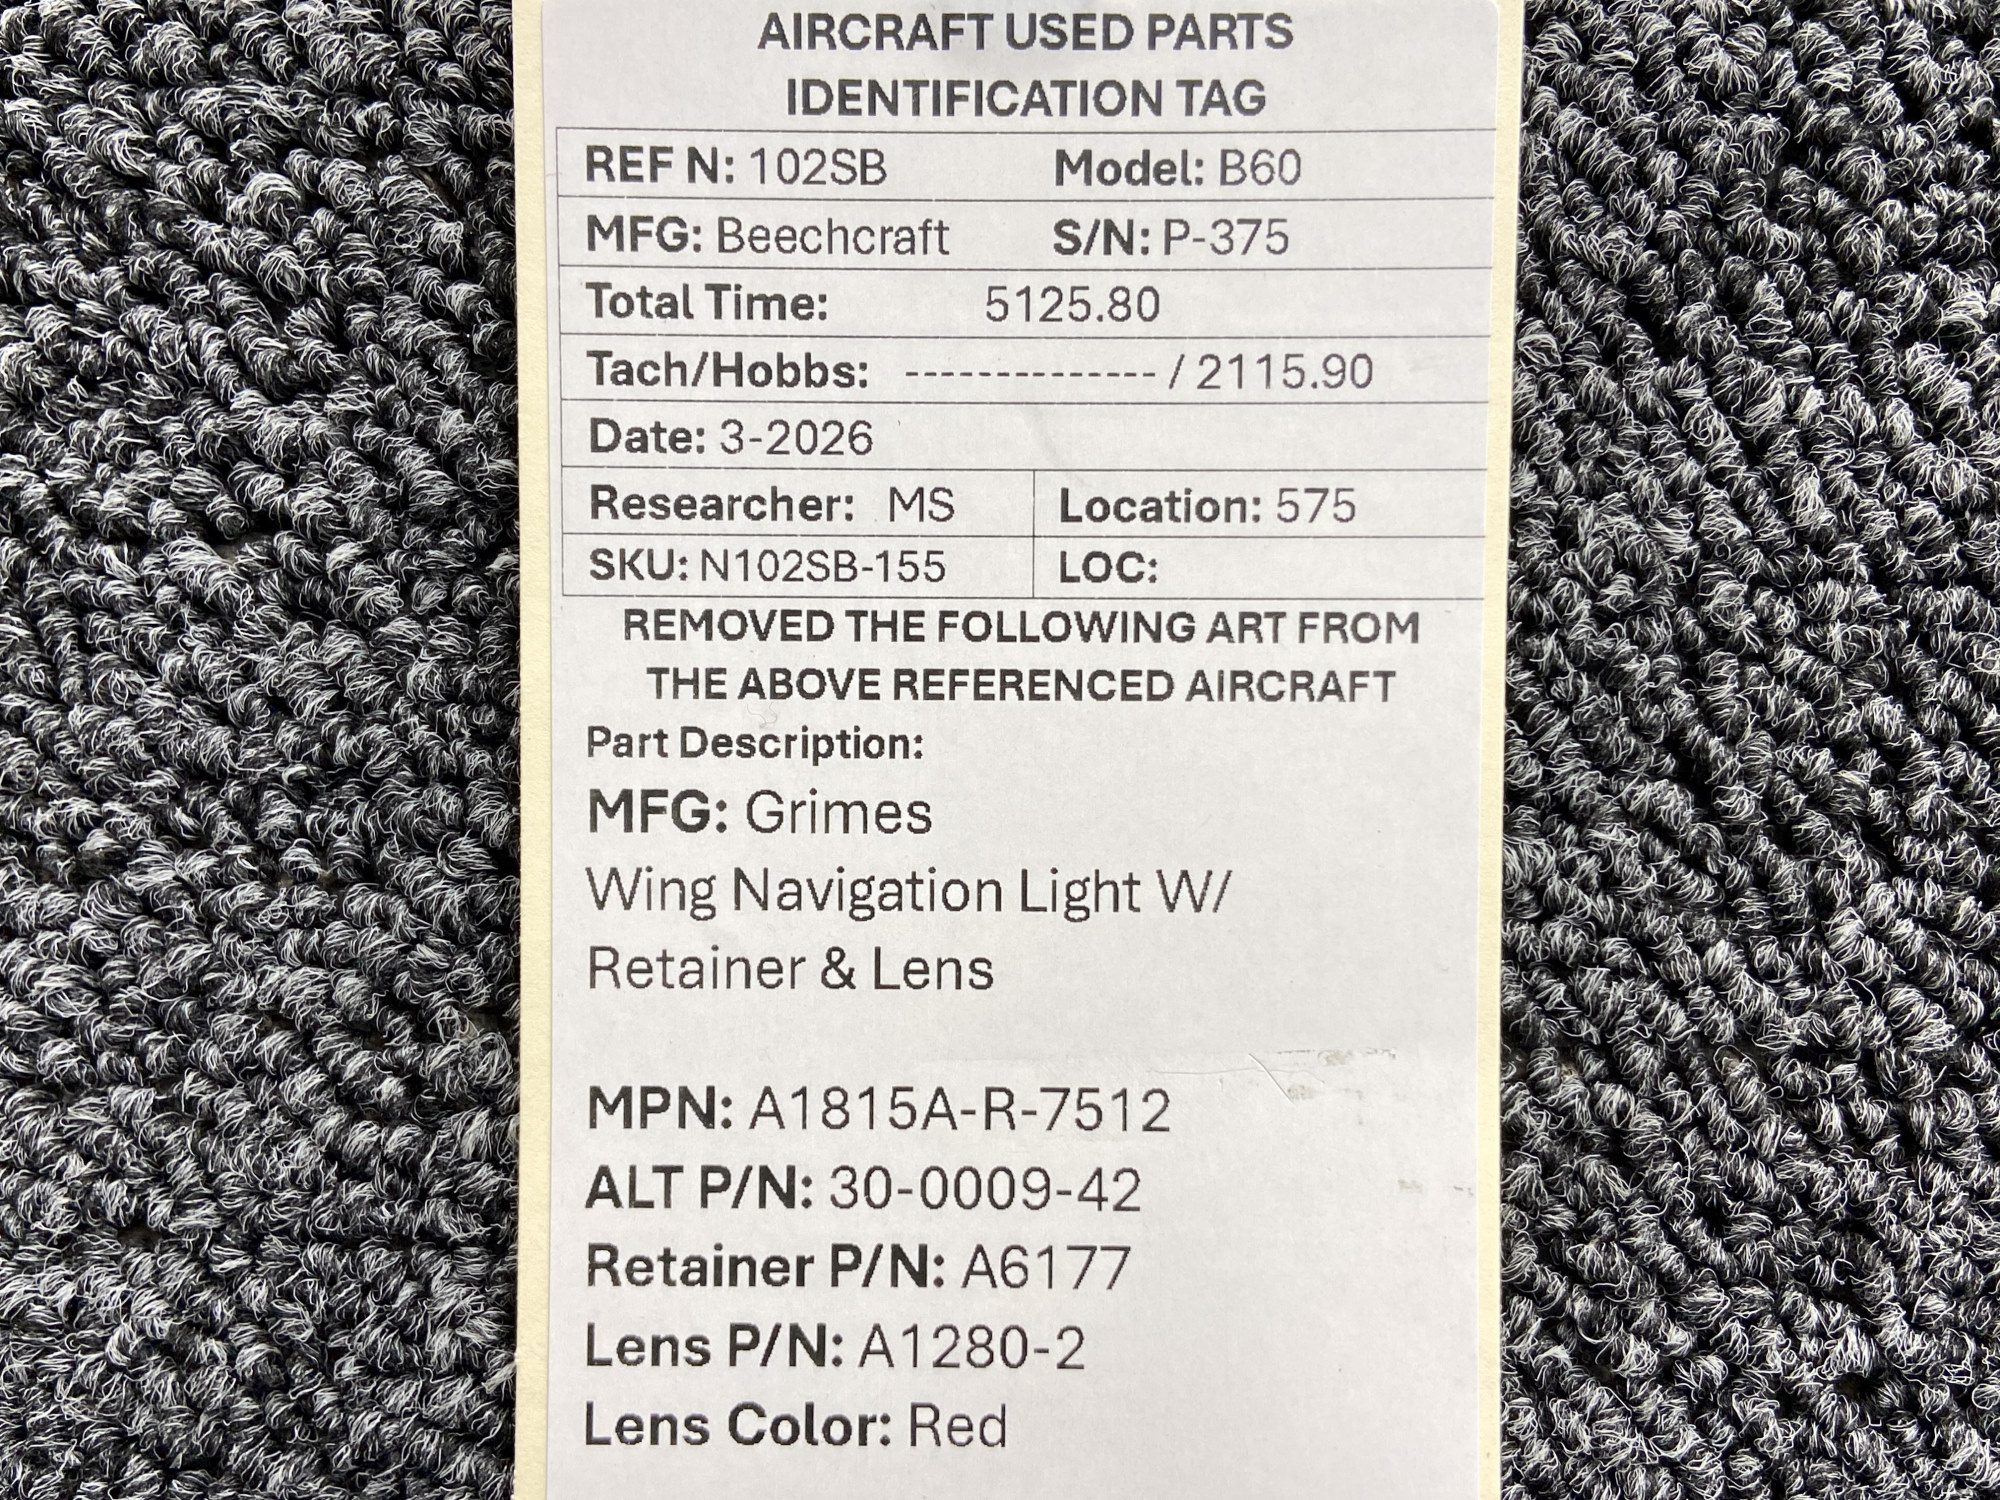 AIRCRAFT USED PARTS
IDENTIFICATION TAG
REF N: 102SB Model: B60
MFG: Beechcraft S/N: P-375
Total Time: 5125.80
Tach/Hobbs: -------------- / 2115.90
Date: 3-2026
Researcher: MS Location: 575
SKU: N102SB-155 LOC:
REMOVED THE FOLLOWING ART FROM
THE ABOVE REFERENCED AIRCRAFT
Part Description:
MFG: Grimes
Wing Navigation Light W/
Retainer & Lens
MPN: A1815A-R-7512
ALT P/N: 30-0009-42
Retainer P/N: A6177
Lens P/N: A1280-2
Lens Color: Red